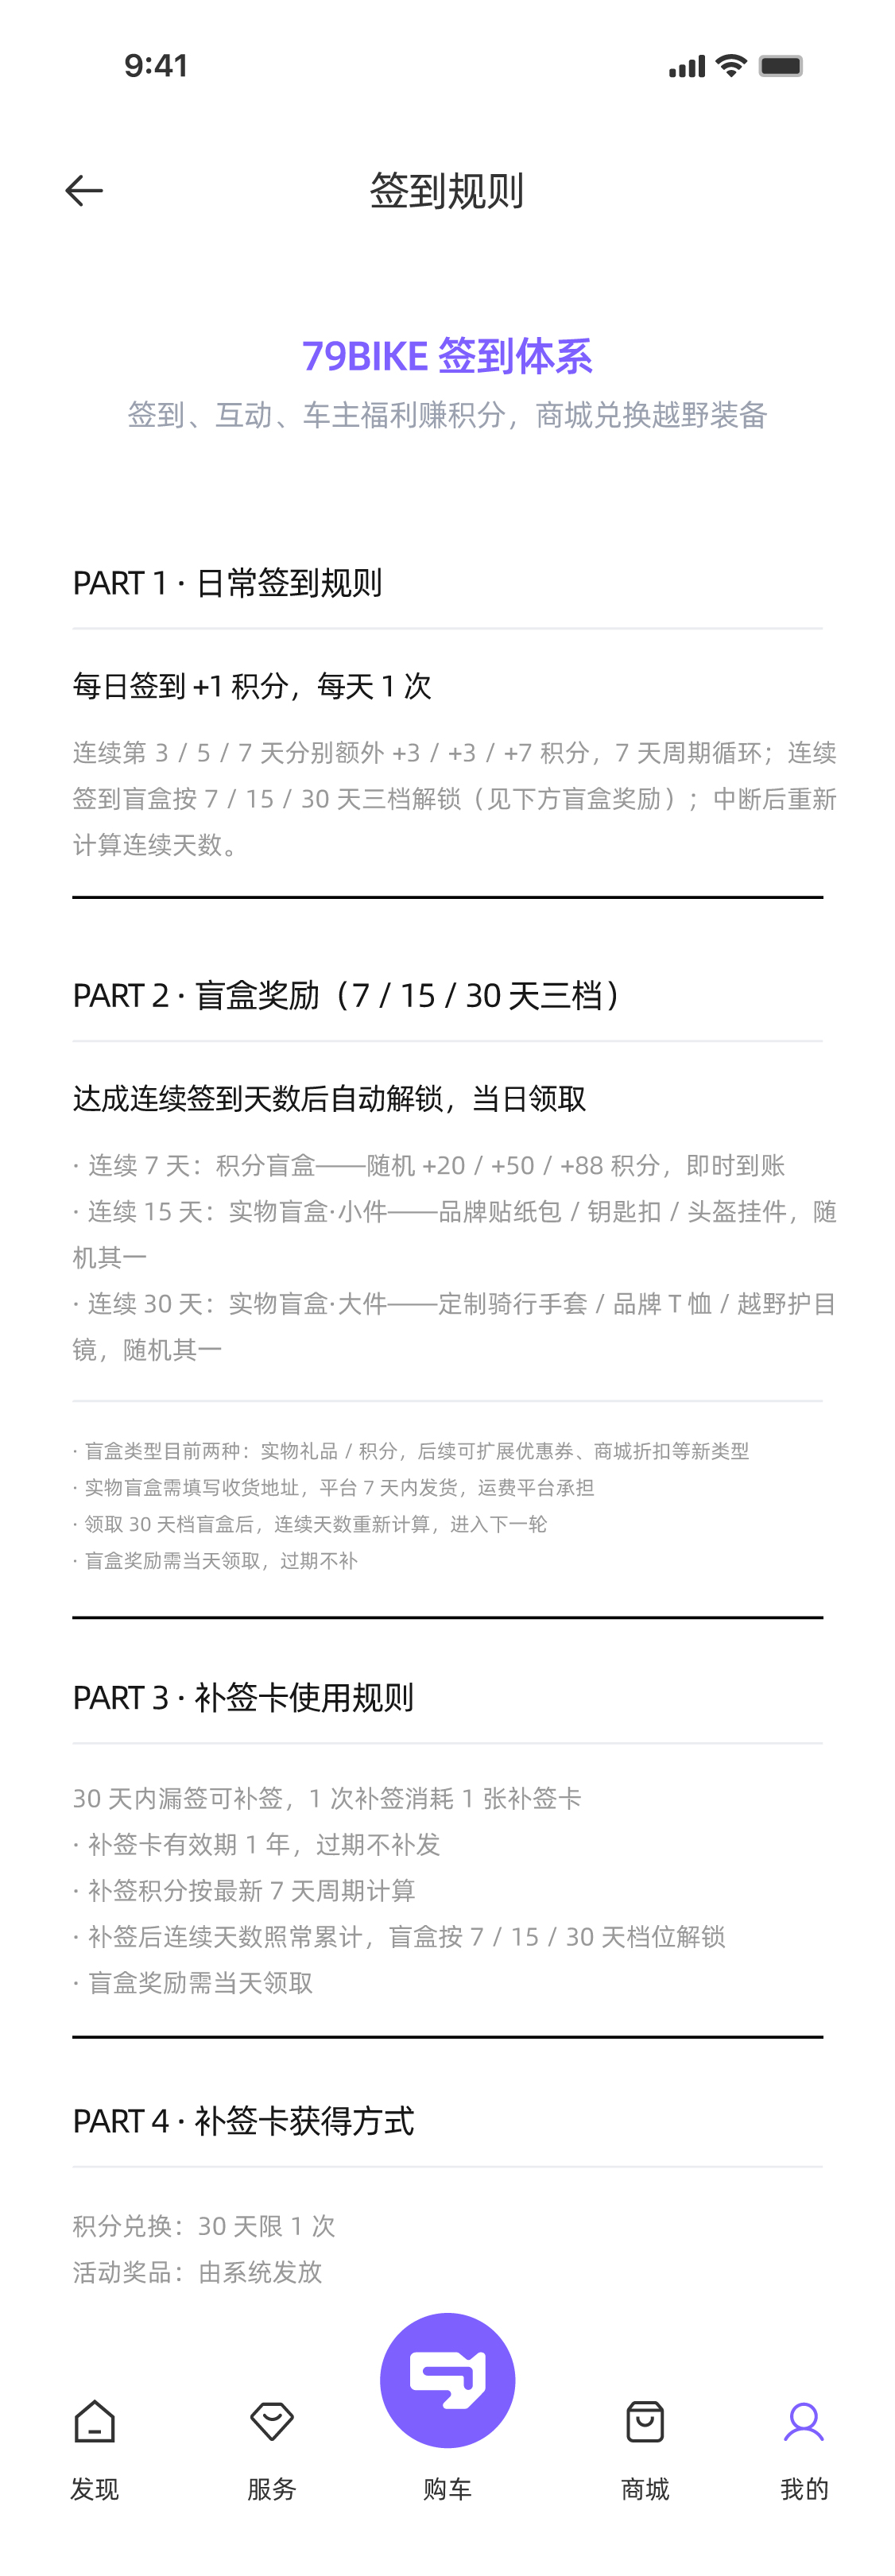 9:41
签到规则
79BIKE 签到体系
签到、互动、车主福利赚积分，商城兑换越野装备
PART 1 · 日常签到规则
每日签到 +1 积分，每天 1 次
连续第 3 / 5 / 7 天分别额外 +3 / +3 / +7 积分，7 天周期循环；连续
签到盲盒按 7 / 15 / 30 天三档解锁（见下方盲盒奖励）；中断后重新
计算连续天数。
PART 2 · 盲盒奖励（7 / 15 / 30 天三档）
达成连续签到天数后自动解锁，当日领取
· 连续 7 天：积分盲盒——随机 +20 / +50 / +88 积分，即时到账
· 连续 15 天：实物盲盒·小件——品牌贴纸包 / 钥匙扣 / 头盔挂件，随
机其一
· 连续 30 天：实物盲盒·大件——定制骑行手套 / 品牌 T 恤 / 越野护目
镜，随机其一
· 盲盒类型目前两种：实物礼品 / 积分，后续可扩展优惠券、商城折扣等新类型
· 实物盲盒需填写收货地址，平台 7 天内发货，运费平台承担
· 领取 30 天档盲盒后，连续天数重新计算，进入下一轮
· 盲盒奖励需当天领取，过期不补
PART 3 · 补签卡使用规则
30 天内漏签可补签，1 次补签消耗 1 张补签卡
· 补签卡有效期 1 年，过期不补发
· 补签积分按最新 7 天周期计算
· 补签后连续天数照常累计，盲盒按 7 / 15 / 30 天档位解锁
· 盲盒奖励需当天领取
PART 4 · 补签卡获得方式
积分兑换：30 天限 1 次
活动奖品：由系统发放
发现 服务 购车 商城 我的